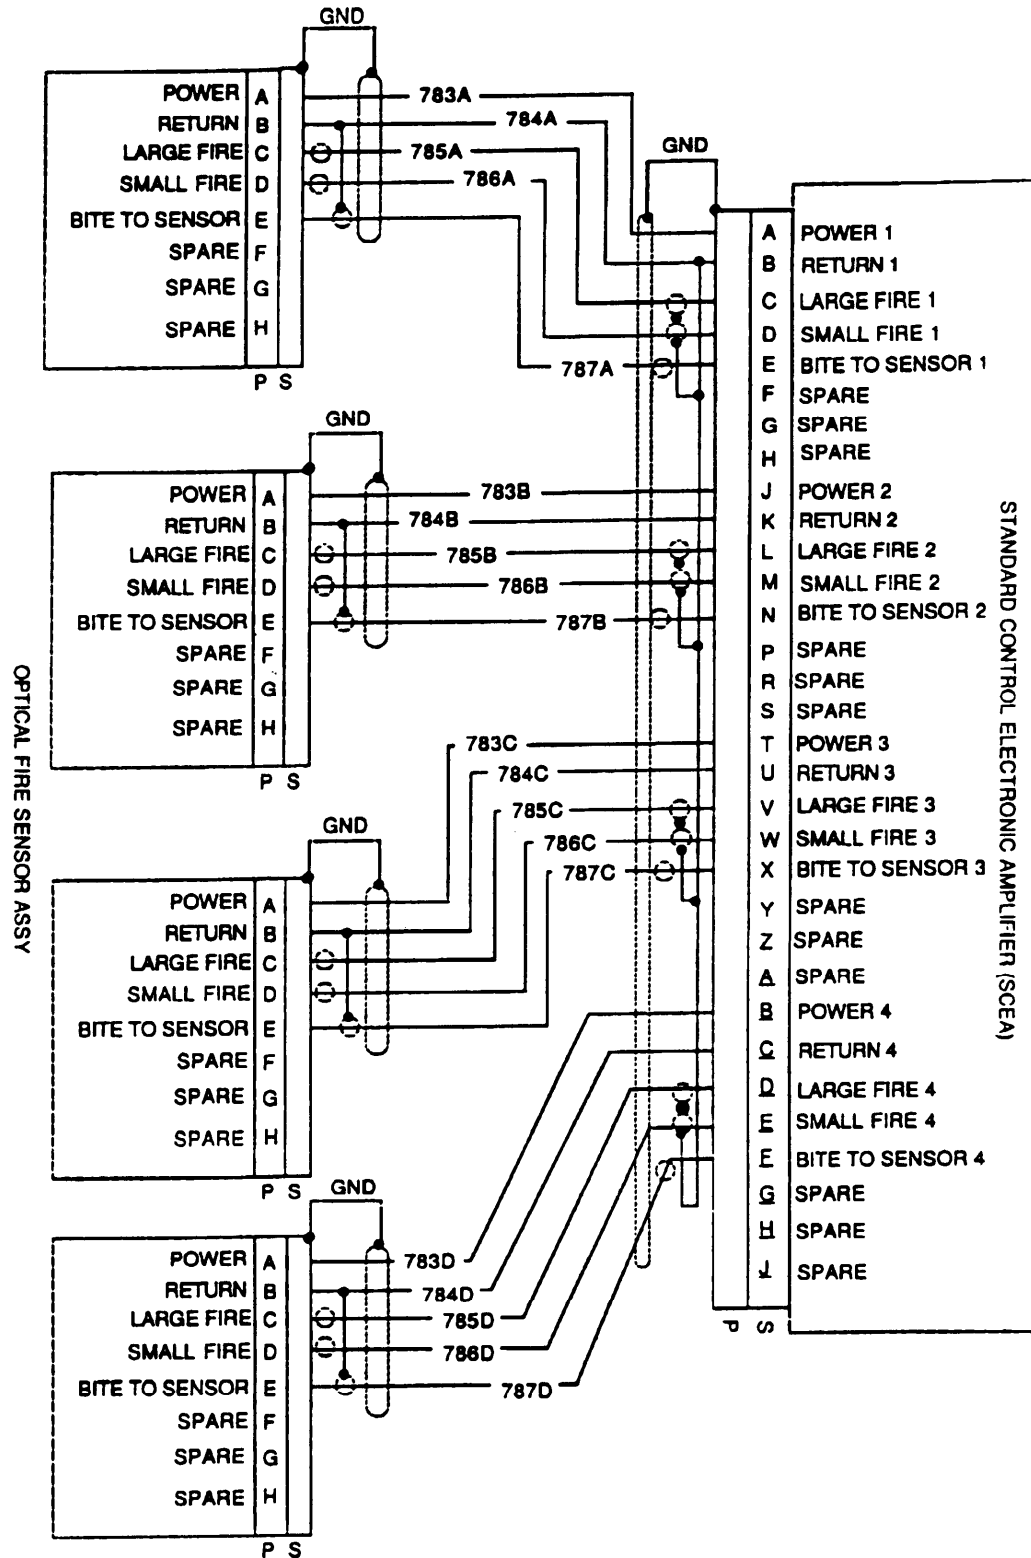 GND
POWER A
RETURN B
LARGE FIRE C
SMALL FIRE D
BITE TO SENSOR E
SPARE F
SPARE G
SPARE H
P S
783A
784A
785A
786A
787A
GND
POWER A
RETURN B
LARGE FIRE C
SMALL FIRE D
BITE TO SENSOR E
SPARE F
SPARE G
SPARE H
P S
783B
784B
785B
786B
787B
GND
POWER A
RETURN B
LARGE FIRE C
SMALL FIRE D
BITE TO SENSOR E
SPARE F
SPARE G
SPARE H
P S
783C
784C
785C
786C
787C
GND
POWER A
RETURN B
LARGE FIRE C
SMALL FIRE D
BITE TO SENSOR E
SPARE F
SPARE G
SPARE H
P S
783D
784D
785D
786D
787D
OPTICAL FIRE SENSOR ASSY
GND
A POWER 1
B RETURN 1
C LARGE FIRE 1
D SMALL FIRE 1
E BITE TO SENSOR 1
F SPARE
G SPARE
H SPARE
J POWER 2
K RETURN 2
L LARGE FIRE 2
M SMALL FIRE 2
N BITE TO SENSOR 2
P SPARE
R SPARE
S SPARE
T POWER 3
U RETURN 3
V LARGE FIRE 3
W SMALL FIRE 3
X BITE TO SENSOR 3
Y SPARE
Z SPARE
A SPARE
B POWER 4
C RETURN 4
D LARGE FIRE 4
E SMALL FIRE 4
F BITE TO SENSOR 4
G SPARE
H SPARE
J SPARE
P S
STANDARD CONTROL ELECTRONIC AMPLIFIER (SCEA)